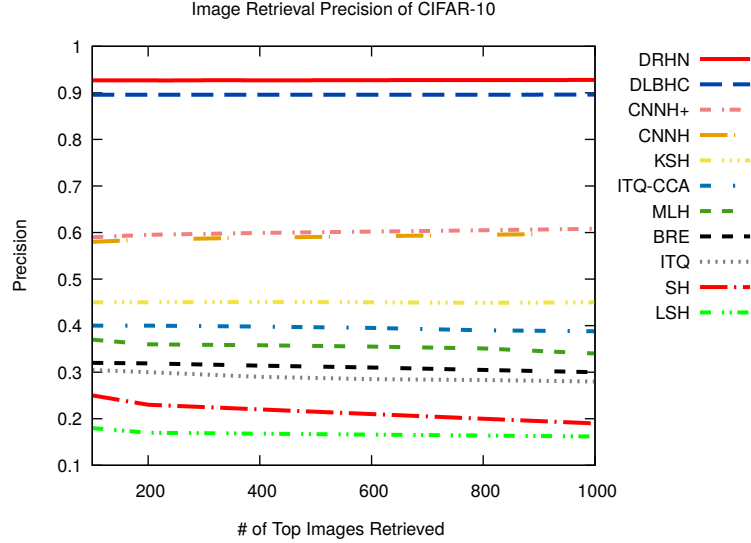 Image Retrieval Precision of CIFAR-10
1
0.9
0.8
0.7
0.6
0.5
0.4
0.3
0.2
0.1
Precision
200
400
600
800
1000
# of Top Images Retrieved
DRHN
DLBHC
CNNH+
CNNH
KSH
ITQ-CCA
MLH
BRE
ITQ
SH
LSH